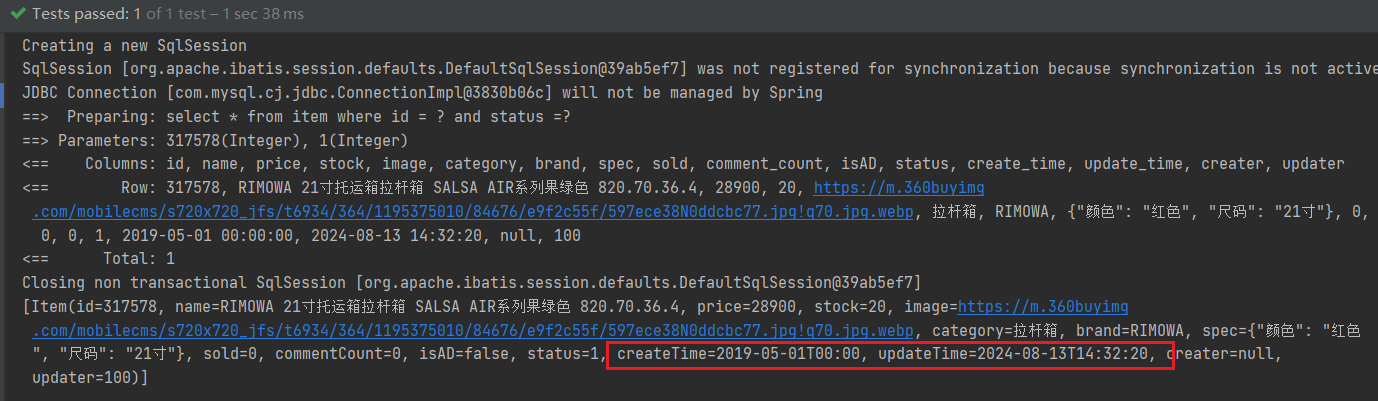 Tests passed: 1 of 1 test – 1 sec 38 ms
Creating a new SqlSession
SqlSession [org.apache.ibatis.session.defaults.DefaultSqlSession@39ab5ef7] was not registered for synchronization because synchronization is not active
JDBC Connection [com.mysql.cj.jdbc.ConnectionImpl@3830b06c] will not be managed by Spring
==>  Preparing: select * from item where id = ? and status =?
==> Parameters: 317578(Integer), 1(Integer)
<==    Columns: id, name, price, stock, image, category, brand, spec, sold, comment_count, isAD, status, create_time, update_time, creater, updater
<==        Row: 317578, RIMOWA 21寸托运箱拉杆箱 SALSA AIR系列果绿色 820.70.36.4, 28900, 20, https://m.360buyimg
.com/mobilecms/s720x720_jfs/t6934/364/1195375010/84676/e9f2c55f/597ece38N0ddcbc77.jpg!q70.jpg.webp, 拉杆箱, RIMOWA, {"颜色": "红色", "尺码": "21寸"}, 0,
0, 0, 1, 2019-05-01 00:00:00, 2024-08-13 14:32:20, null, 100
<==      Total: 1
Closing non transactional SqlSession [org.apache.ibatis.session.defaults.DefaultSqlSession@39ab5ef7]
[Item(id=317578, name=RIMOWA 21寸托运箱拉杆箱 SALSA AIR系列果绿色 820.70.36.4, price=28900, stock=20, image=https://m.360buyimg
.com/mobilecms/s720x720_jfs/t6934/364/1195375010/84676/e9f2c55f/597ece38N0ddcbc77.jpg!q70.jpg.webp, category=拉杆箱, brand=RIMOWA, spec={"颜色": "红色
", "尺码": "21寸"}, sold=0, commentCount=0, isAD=false, status=1, createTime=2019-05-01T00:00, updateTime=2024-08-13T14:32:20, creater=null,
updater=100)]